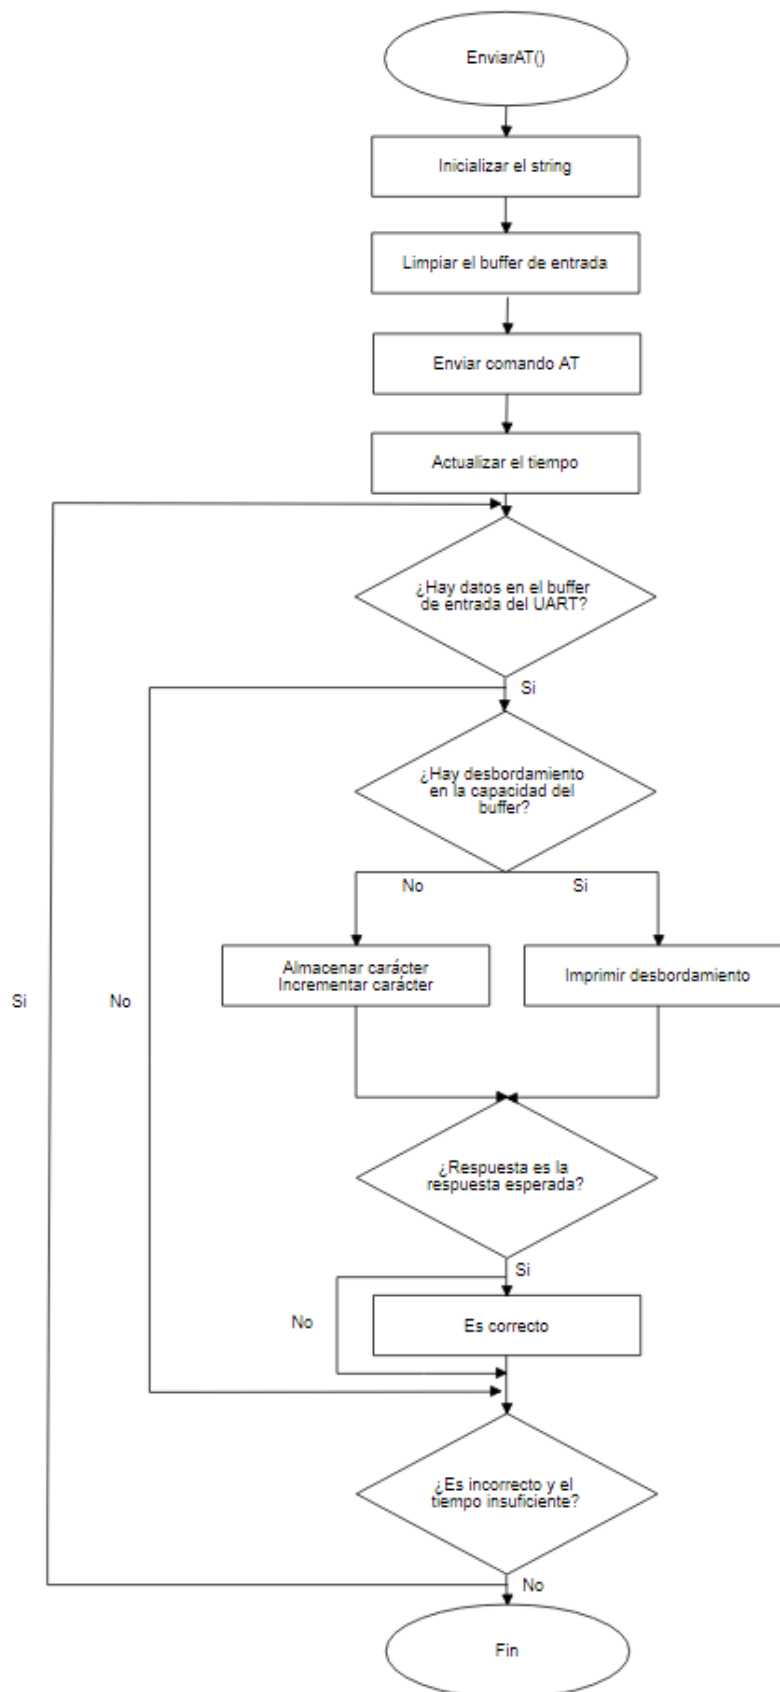 EnviarAT()
Inicializar el string
Limpiar el buffer de entrada
Enviar comando AT
Actualizar el tiempo
¿Hay datos en el buffer
de entrada del UART?
Si
¿Hay desbordamiento
en la capacidad del
buffer?
No
Si
Almacenar carácter
Incrementar carácter
Imprimir desbordamiento
Si
No
¿Respuesta es la
respuesta esperada?
Si
No
Es correcto
¿Es incorrecto y el
tiempo insuficiente?
No
Fin